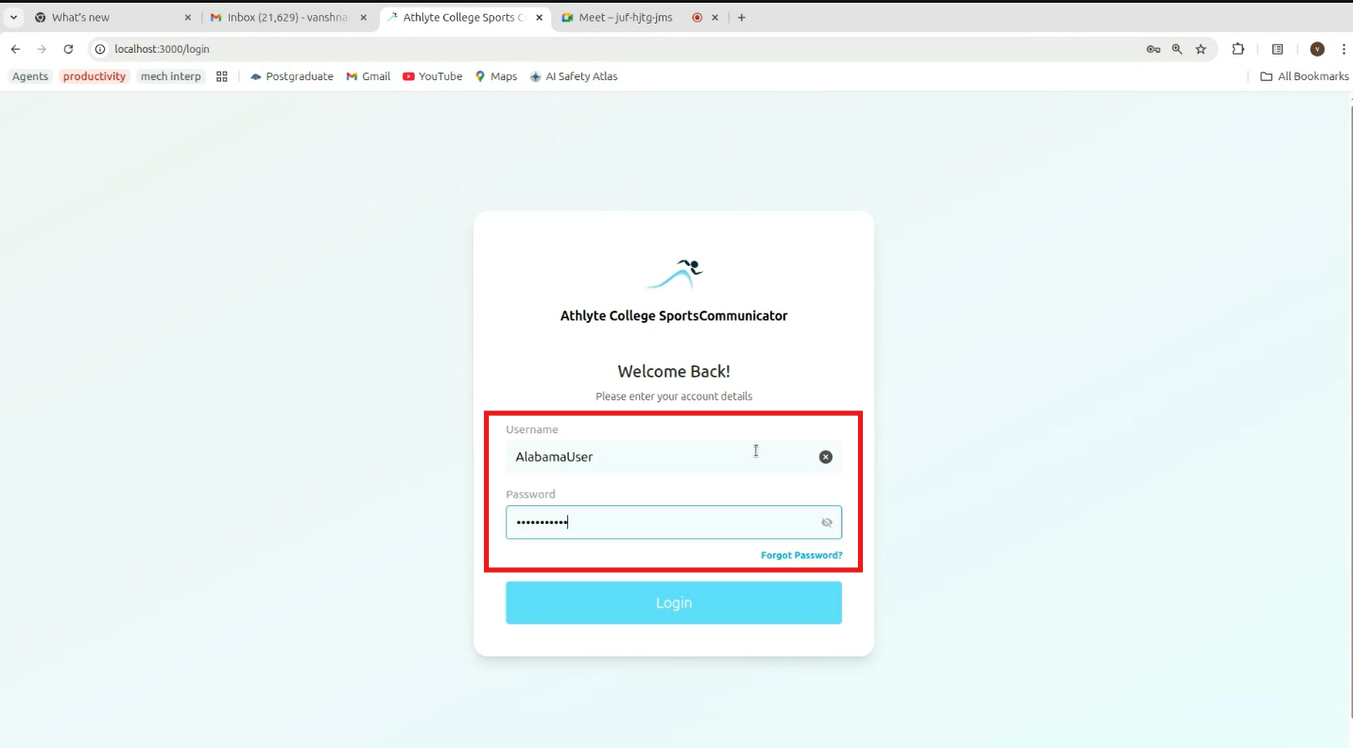 What's new
Inbox (21,629) - vanshna
Athlyte College Sports C
Meet – juf-hjtg-jms
localhost:3000/login
Agents
productivity
mech interp
Postgraduate
Gmail
YouTube
Maps
AI Safety Atlas
All Bookmarks
Athlyte College SportsCommunicator
Welcome Back!
Please enter your account details
Username
AlabamaUser
Password
•••••••••••
Forgot Password?
Login